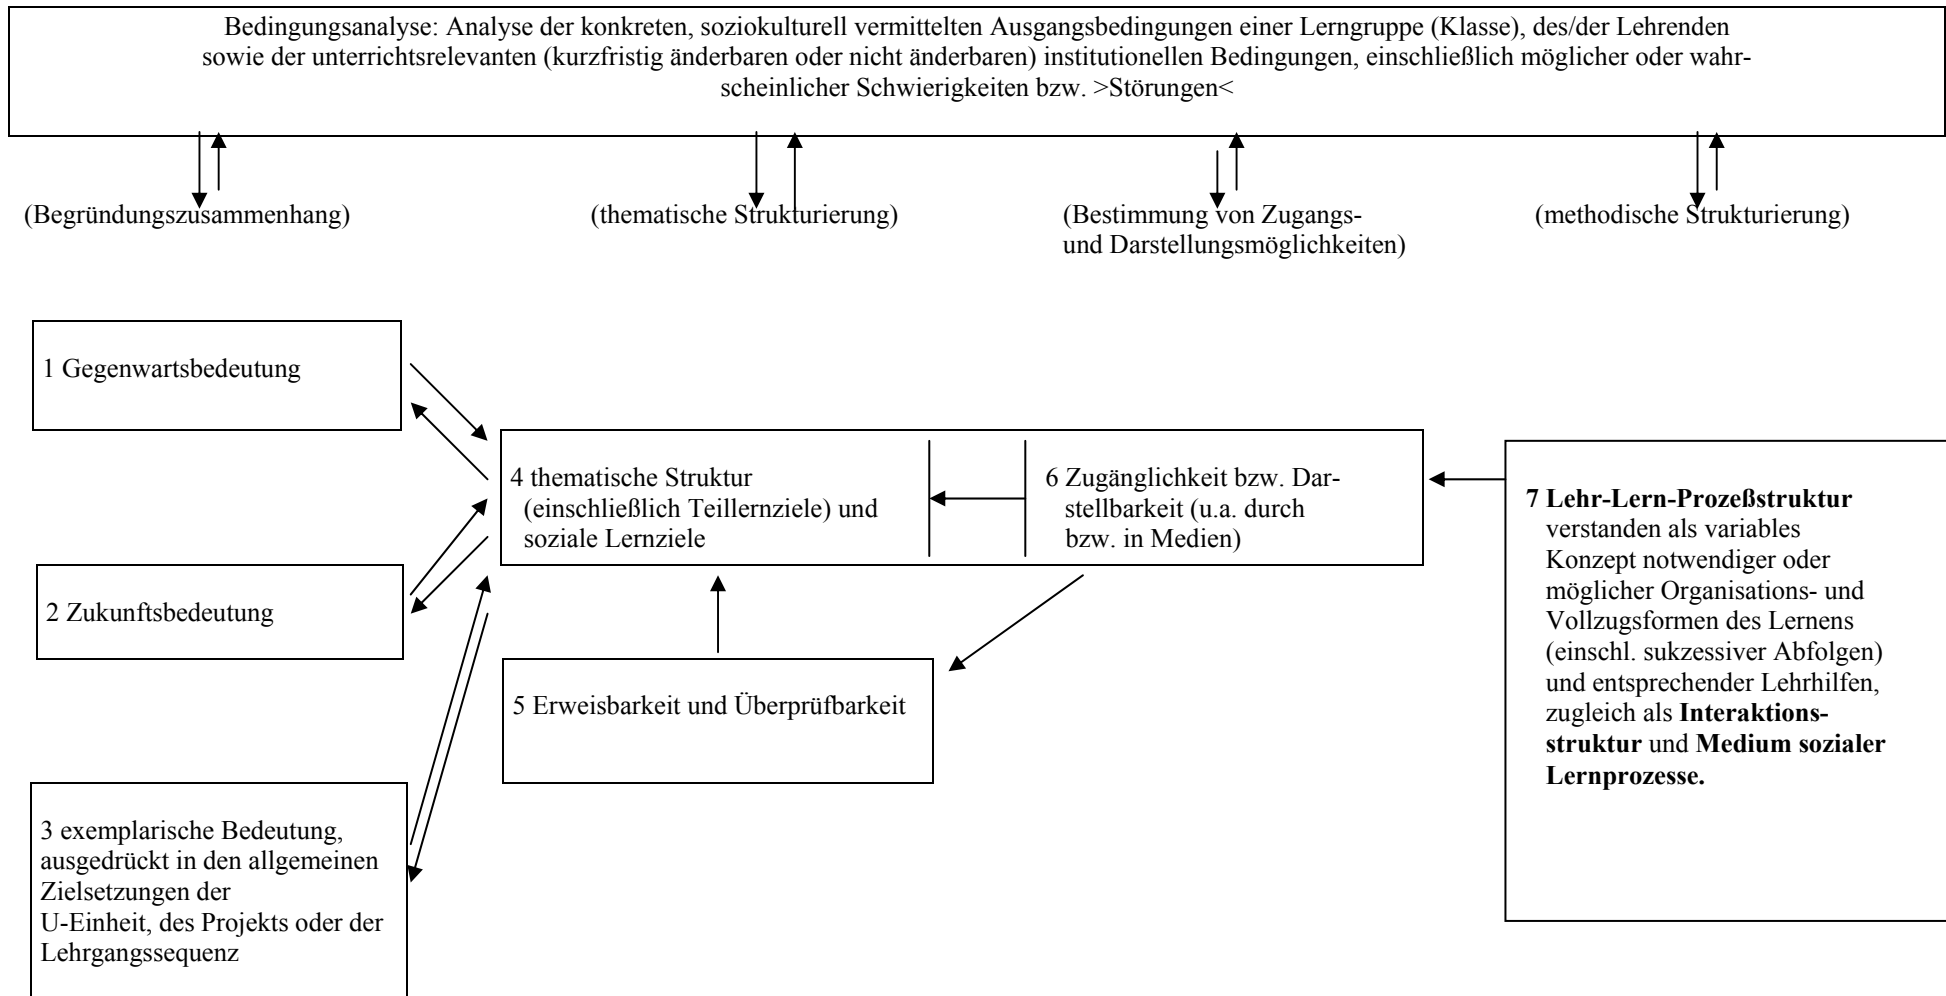 Bedingungsanalyse: Analyse der konkreten, soziokulturell vermittelten Ausgangsbedingungen einer Lerngruppe (Klasse), des/der Lehrenden
sowie der unterrichtsrelevanten (kurzfristig änderbaren oder nicht änderbaren) institutionellen Bedingungen, einschließlich möglicher oder wahr-
scheinlicher Schwierigkeiten bzw. >Störungen<
(Begründungszusammenhang)
(thematische Strukturierung)
(Bestimmung von Zugangs-
und Darstellungsmöglichkeiten)
(methodische Strukturierung)
1 Gegenwartsbedeutung
2 Zukunftsbedeutung
3 exemplarische Bedeutung,
ausgedrückt in den allgemeinen
Zielsetzungen der
U-Einheit, des Projekts oder der
Lehrgangssequenz
4 thematische Struktur
(einschließlich Teillernziele) und
soziale Lernziele
5 Erweisbarkeit und Überprüfbarkeit
6 Zugänglichkeit bzw. Dar-
stellbarkeit (u.a. durch
bzw. in Medien)
7 Lehr-Lern-Prozeßstruktur
verstanden als variables
Konzept notwendiger oder
möglicher Organisations- und
Vollzugsformen des Lernens
(einschl. sukzessiver Abfolgen)
und entsprechender Lehrhilfen,
zugleich als Interaktions-
struktur und Medium sozialer
Lernprozesse.